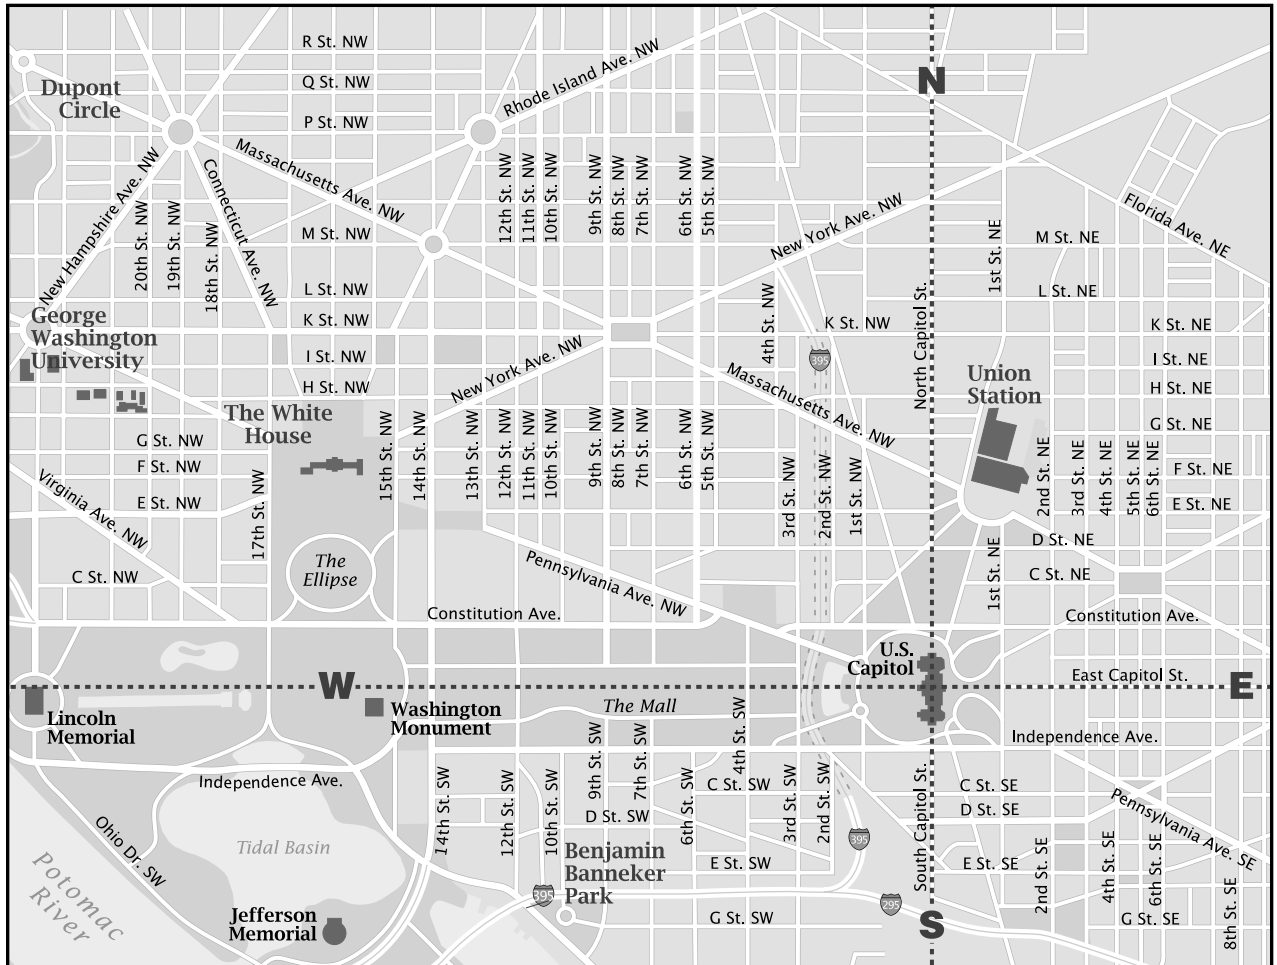 R St. NW
Q St. NW
P St. NW
Rhode Island Ave. NW
N
Dupont
Circle
Massachusetts Ave. NW
New Hampshire Ave. NW
Connecticut Ave. NW
20th St. NW
19th St. NW
18th St. NW
12th St. NW
11th St. NW
10th St. NW
9th St. NW
8th St. NW
7th St. NW
6th St. NW
5th St. NW
M St. NW
New York Ave. NW
Florida Ave. NE
1st St. NE
M St. NE
L St. NW
L St. NE
4th St. NW
North Capitol St.
George
Washington
University
K St. NW
K St. NW
K St. NE
395
I St. NW
I St. NE
New York Ave. NW
Massachusetts Ave. NW
Union
Station
H St. NW
H St. NE
The White
House
G St. NE
15th St. NW
14th St. NW
13th St. NW
12th St. NW
11th St. NW
10th St. NW
9th St. NW
8th St. NW
7th St. NW
6th St. NW
5th St. NW
3rd St. NW
2nd St. NW
1st St. NW
2nd St. NE
3rd St. NE
4th St. NE
5th St. NE
6th St. NE
G St. NW
F St. NW
F St. NE
Virginia Ave. NW
17th St. NW
E St. NW
E St. NE
The
Ellipse
Pennsylvania Ave. NW
D St. NE
1st St. NE
C St. NW
C St. NE
Constitution Ave.
Constitution Ave.
U.S.
Capitol
W
East Capitol St.
E
Lincoln
Memorial
Washington
Monument
The Mall
Independence Ave.
9th St. SW
7th St. SW
4th St. SW
Independence Ave.
14th St. SW
12th St. SW
10th St. SW
6th St. SW
C St. SW
3rd St. SW
2nd St. SW
South Capitol St.
C St. SE
Pennsylvania Ave. SE
D St. SW
D St. SE
Ohio Dr. SW
Tidal Basin
395
Benjamin
Banneker
Park
E St. SW
E St. SE
2nd St. SE
4th St. SE
6th St. SE
8th St. SE
Potomac
River
395
295
Jefferson
Memorial
G St. SW
S
G St. SE